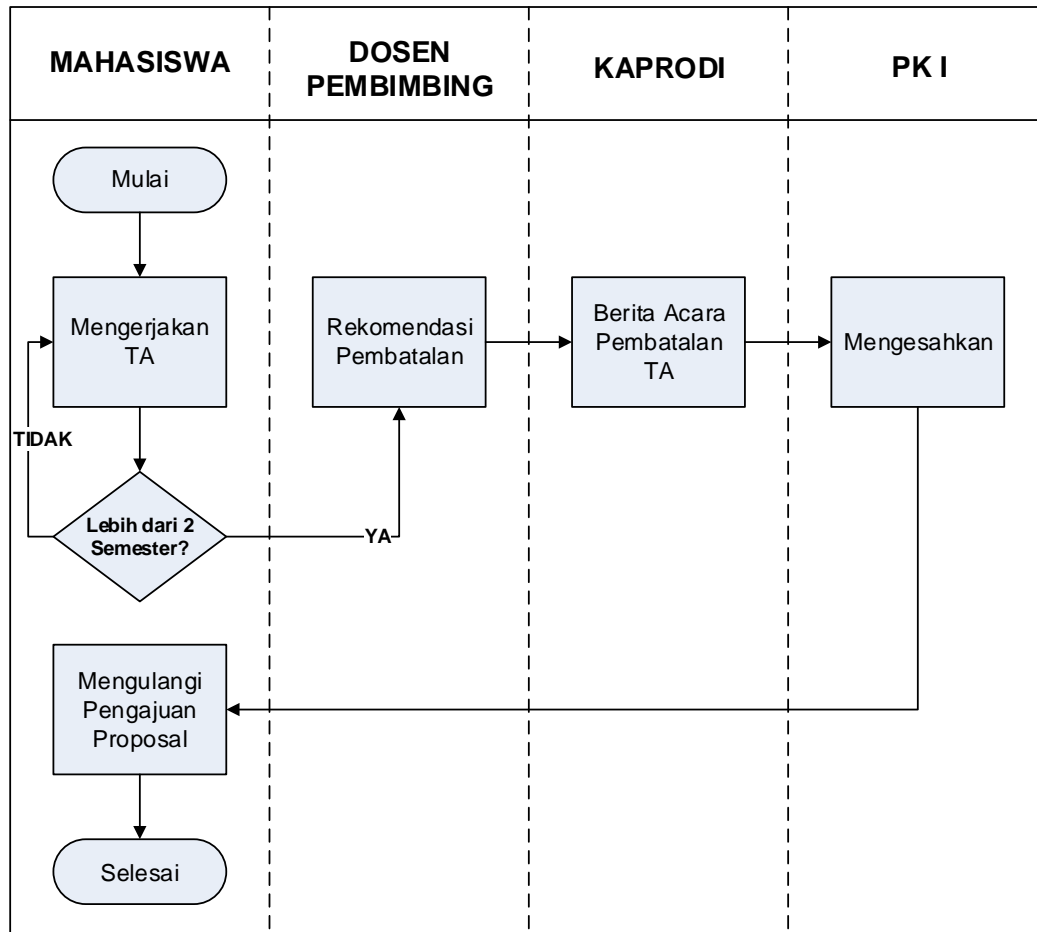 MAHASISWA
DOSEN
PEMBIMBING
KAPRODI
PK I
Mulai
Mengerjakan
TA
Rekomendasi
Pembatalan
Berita Acara
Pembatalan
TA
Mengesahkan
TIDAK
Lebih dari 2
Semester?
YA
Mengulangi
Pengajuan
Proposal
Selesai